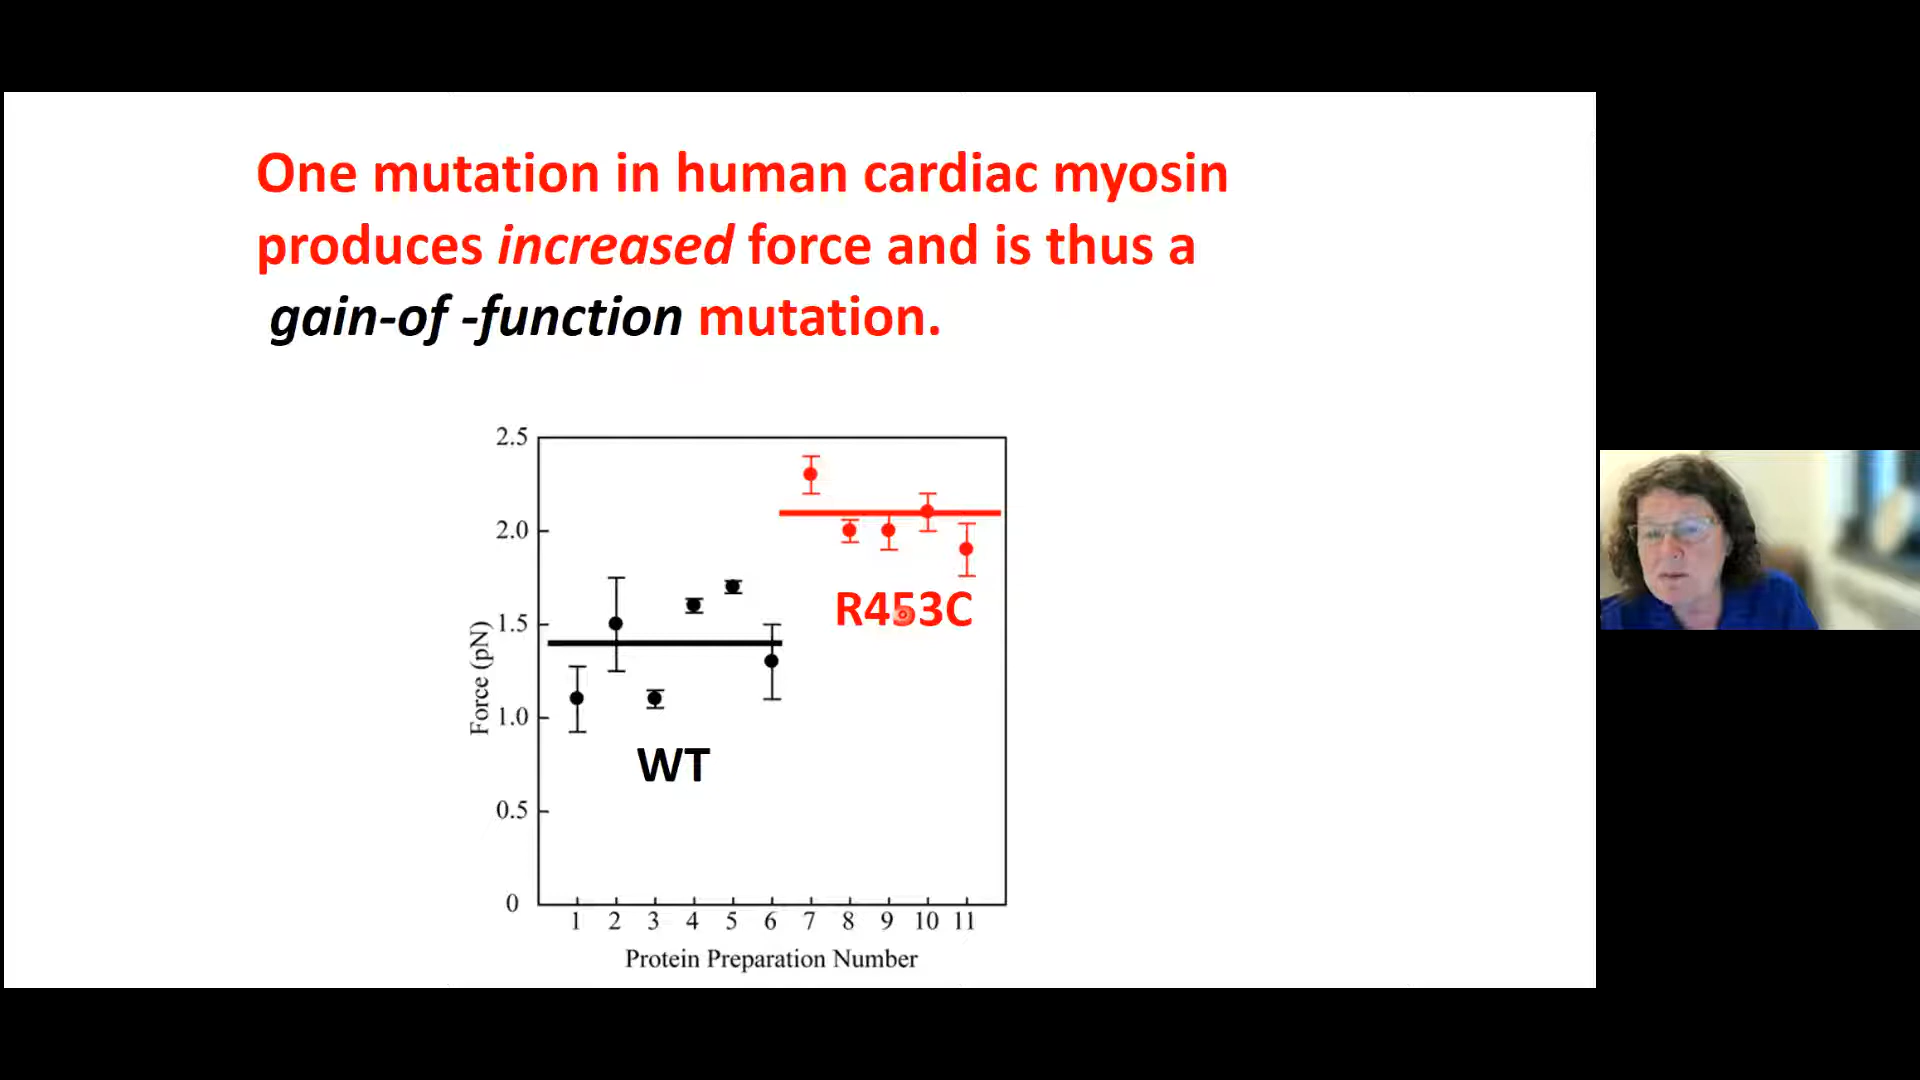 One mutation in human cardiac myosin
produces increased force and is thus a
gain-of -function mutation.
2.5
2.0
1.5
1.0
0.5
0
Force (pN)
R453C
WT
1 2 3 4 5 6 7 8 9 10 11
Protein Preparation Number